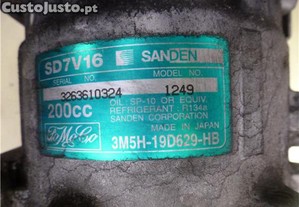 CustoJusto.pt
SD7V16
SANDEN
SERIAL NO.
MODEL NO.
3263610324
1249
200cc
OIL SP-10 OR EQUIV.
REFRIGERANT : R134a
SANDEN CORPORATION
MADE IN JAPAN
3M5H-19D629-HB